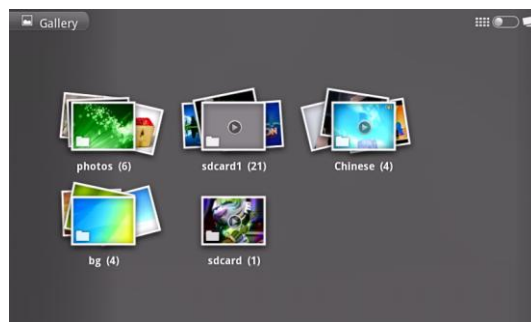 Gallery
photos (6)
sdcard1 (21)
Chinese (4)
bg (4)
sdcard (1)